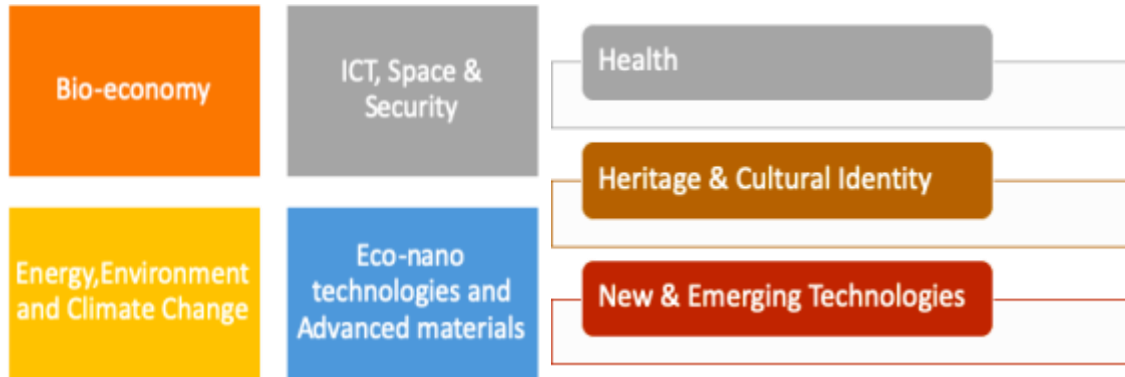 Bio-economy
ICT, Space &
Security
Energy,Environment
and Climate Change
Eco-nano
technologies and
Advanced materials
Health
Heritage & Cultural Identity
New & Emerging Technologies